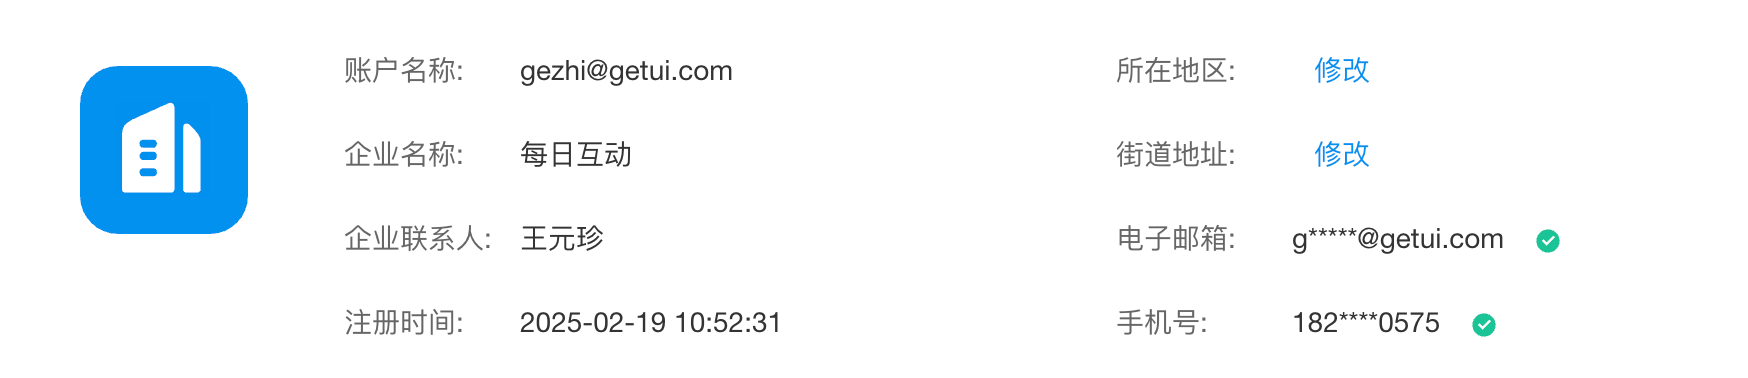 账户名称: gezhi@getui.com 所在地区: 修改
企业名称: 每日互动 街道地址: 修改
企业联系人: 王元珍 电子邮箱: g*****@getui.com
注册时间: 2025-02-19 10:52:31 手机号: 182****0575